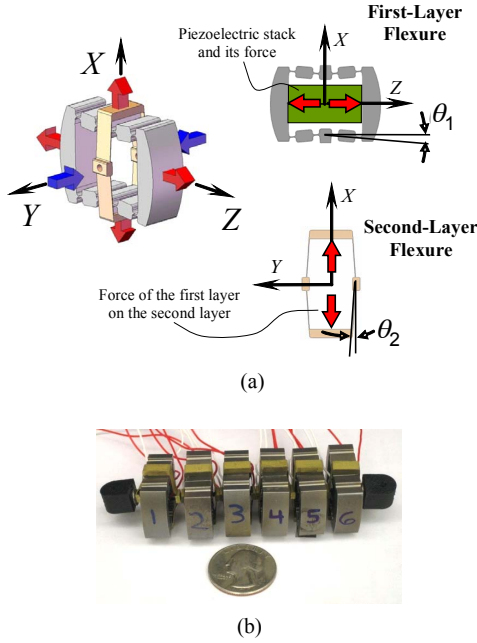 First-Layer
Flexure
Piezoelectric stack
and its force
X
Z
θ1
X
Y
Z
X
Second-Layer
Flexure
Y
Force of the first layer
on the second layer
θ2
(a)
1 2 3 4 5 6
(b)